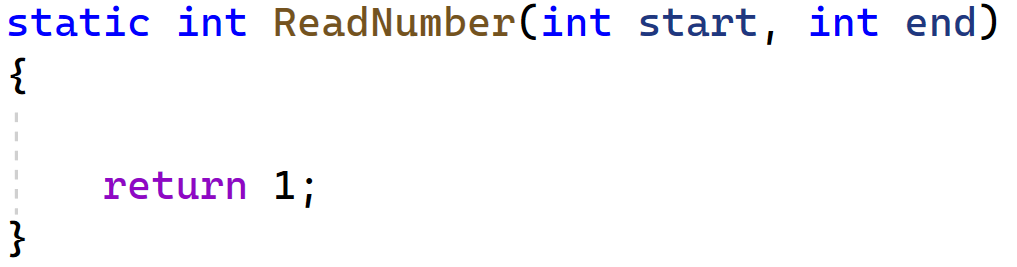 static int ReadNumber(int start, int end)
{
    return 1;
}